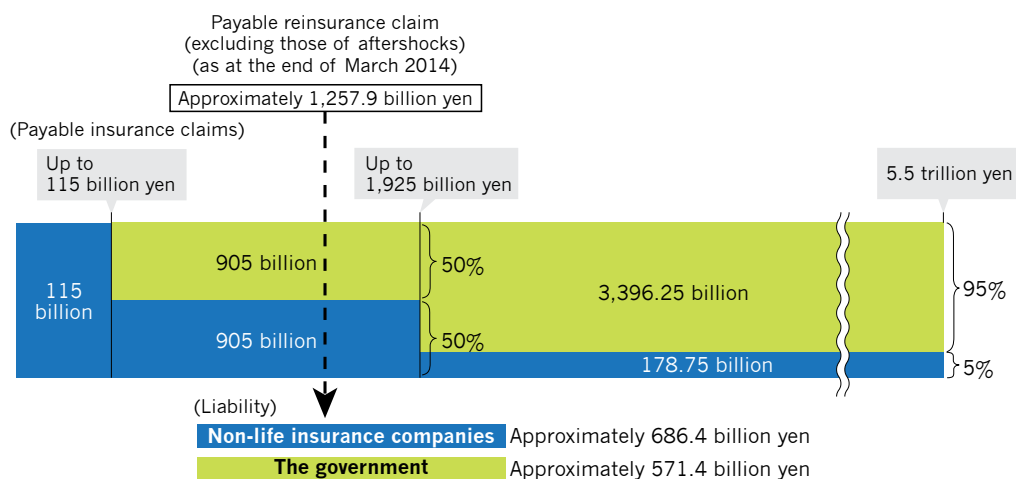 Payable reinsurance claim
(excluding those of aftershocks)
(as at the end of March 2014)
Approximately 1,257.9 billion yen
(Payable insurance claims)
Up to
115 billion yen
Up to
1,925 billion yen
5.5 trillion yen
115
billion
905 billion
50%
905 billion
50%
3,396.25 billion
95%
178.75 billion
5%
(Liability)
Non-life insurance companies Approximately 686.4 billion yen
The government Approximately 571.4 billion yen